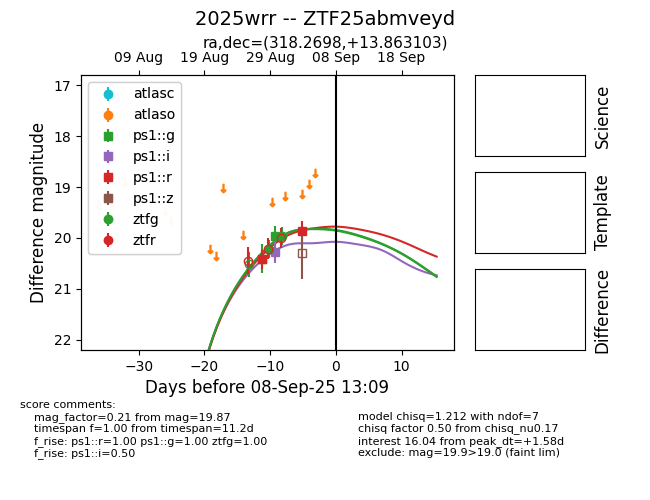 2025wrr -- ZTF25abmveyd
ra,dec=(318.2698,+13.863103)
09 Aug 19 Aug 29 Aug 08 Sep 18 Sep
17
18
19
20
21
22
Difference magnitude
atlasc
atlaso
ps1::g
ps1::i
ps1::r
ps1::z
ztfg
ztfr
−30 −20 −10 0 10
Days before 08-Sep-25 13:09
Science
Template
Difference
score comments:
mag_factor=0.21 from mag=19.87
timespan f=1.00 from timespan=11.2d
f_rise: ps1::r=1.00 ps1::g=1.00 ztfg=1.00
f_rise: ps1::i=0.50
model chisq=1.212 with ndof=7
chisq factor 0.50 from chisq_nu0.17
interest 16.04 from peak_dt=+1.58d
exclude: mag=19.9>19.0 (faint lim)